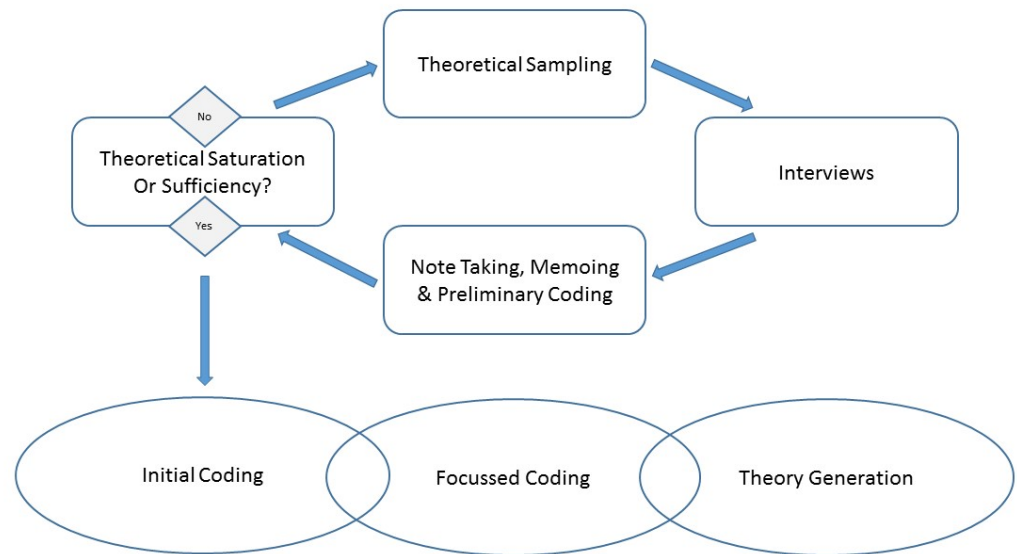 Theoretical Sampling
No
Theoretical Saturation
Or Sufficiency?
Yes
Interviews
Note Taking, Memoing
& Preliminary Coding
Initial Coding
Focussed Coding
Theory Generation